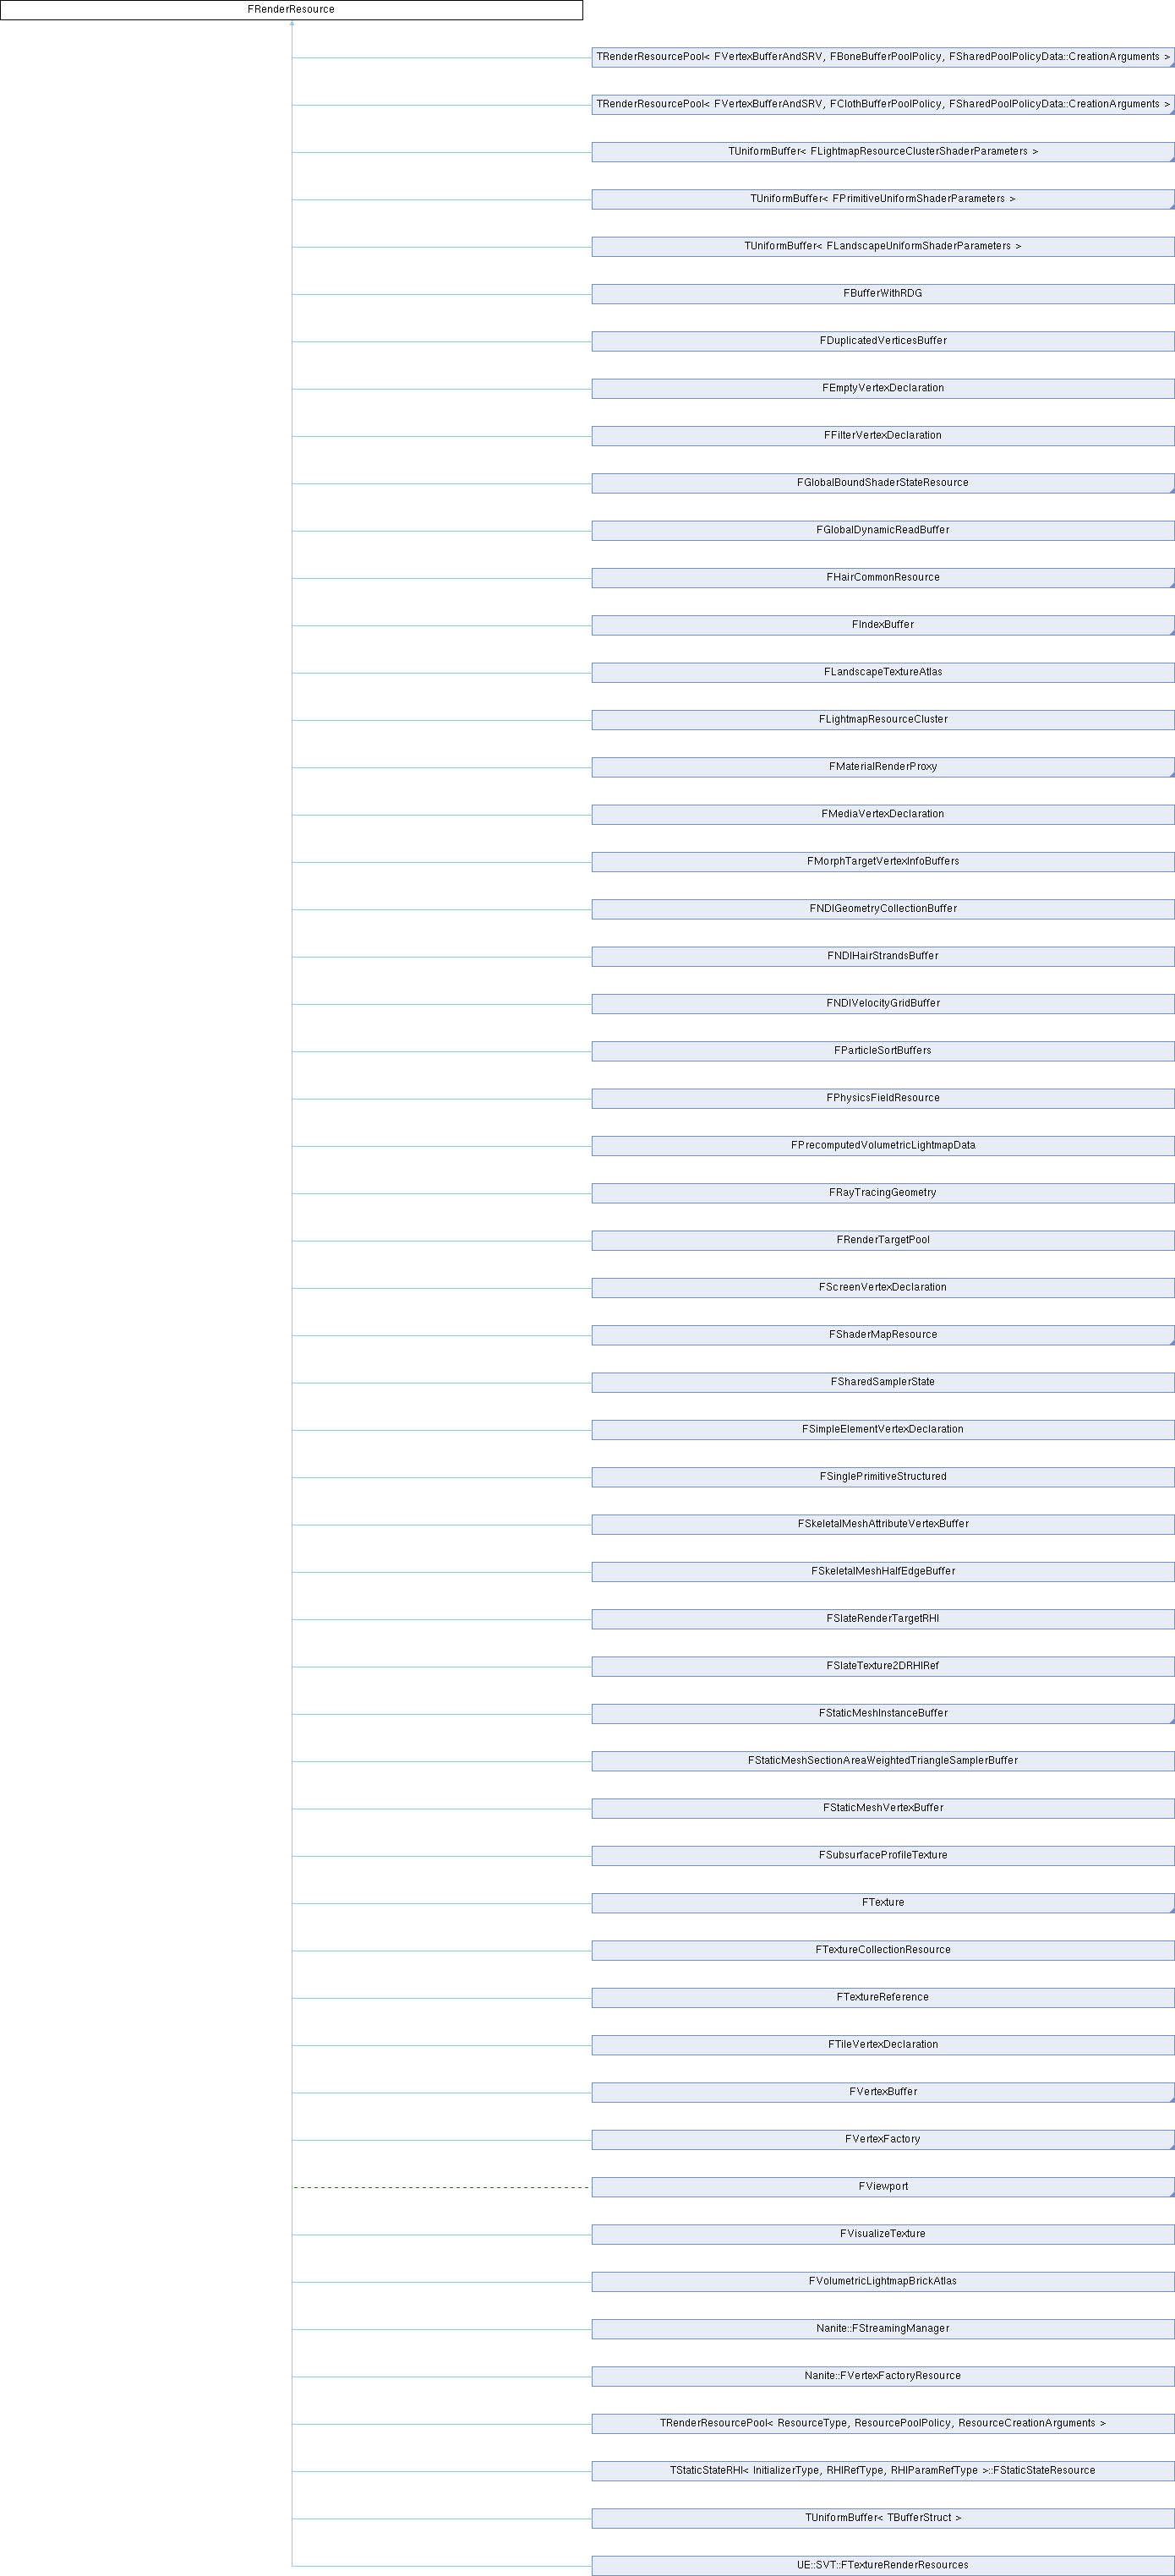 FRenderResource
TRenderResourcePool< FVertexBufferAndSRV, FBoneBufferPoolPolicy, FSharedPoolPolicyData::CreationArguments >
TRenderResourcePool< FVertexBufferAndSRV, FClothBufferPoolPolicy, FSharedPoolPolicyData::CreationArguments >
TUniformBuffer< FLightmapResourceClusterShaderParameters >
TUniformBuffer< FPrimitiveUniformShaderParameters >
TUniformBuffer< FLandscapeUniformShaderParameters >
FBufferWithRDG
FDuplicatedVerticesBuffer
FEmptyVertexDeclaration
FFilterVertexDeclaration
FGlobalBoundShaderStateResource
FGlobalDynamicReadBuffer
FHairCommonResource
FIndexBuffer
FLandscapeTextureAtlas
FLightmapResourceCluster
FMaterialRenderProxy
FMediaVertexDeclaration
FMorphTargetVertexInfoBuffers
FNDIGeometryCollectionBuffer
FNDIHairStrandsBuffer
FNDIVelocityGridBuffer
FParticleSortBuffers
FPhysicsFieldResource
FPrecomputedVolumetricLightmapData
FRayTracingGeometry
FRenderTargetPool
FScreenVertexDeclaration
FShaderMapResource
FSharedSamplerState
FSimpleElementVertexDeclaration
FSinglePrimitiveStructured
FSkeletalMeshAttributeVertexBuffer
FSkeletalMeshHalfEdgeBuffer
FSlateRenderTargetRHI
FSlateTexture2DRHIRef
FStaticMeshInstanceBuffer
FStaticMeshSectionAreaWeightedTriangleSamplerBuffer
FStaticMeshVertexBuffer
FSubsurfaceProfileTexture
FTexture
FTextureCollectionResource
FTextureReference
FTileVertexDeclaration
FVertexBuffer
FVertexFactory
FViewport
FVisualizeTexture
FVolumetricLightmapBrickAtlas
Nanite::FStreamingManager
Nanite::FVertexFactoryResource
TRenderResourcePool< ResourceType, ResourcePoolPolicy, ResourceCreationArguments >
TStaticStateRHI< InitializerType, RHIRefType, RHIParamRefType >::FStaticStateResource
TUniformBuffer< TBufferStruct >
UE::SVT::FTextureRenderResources